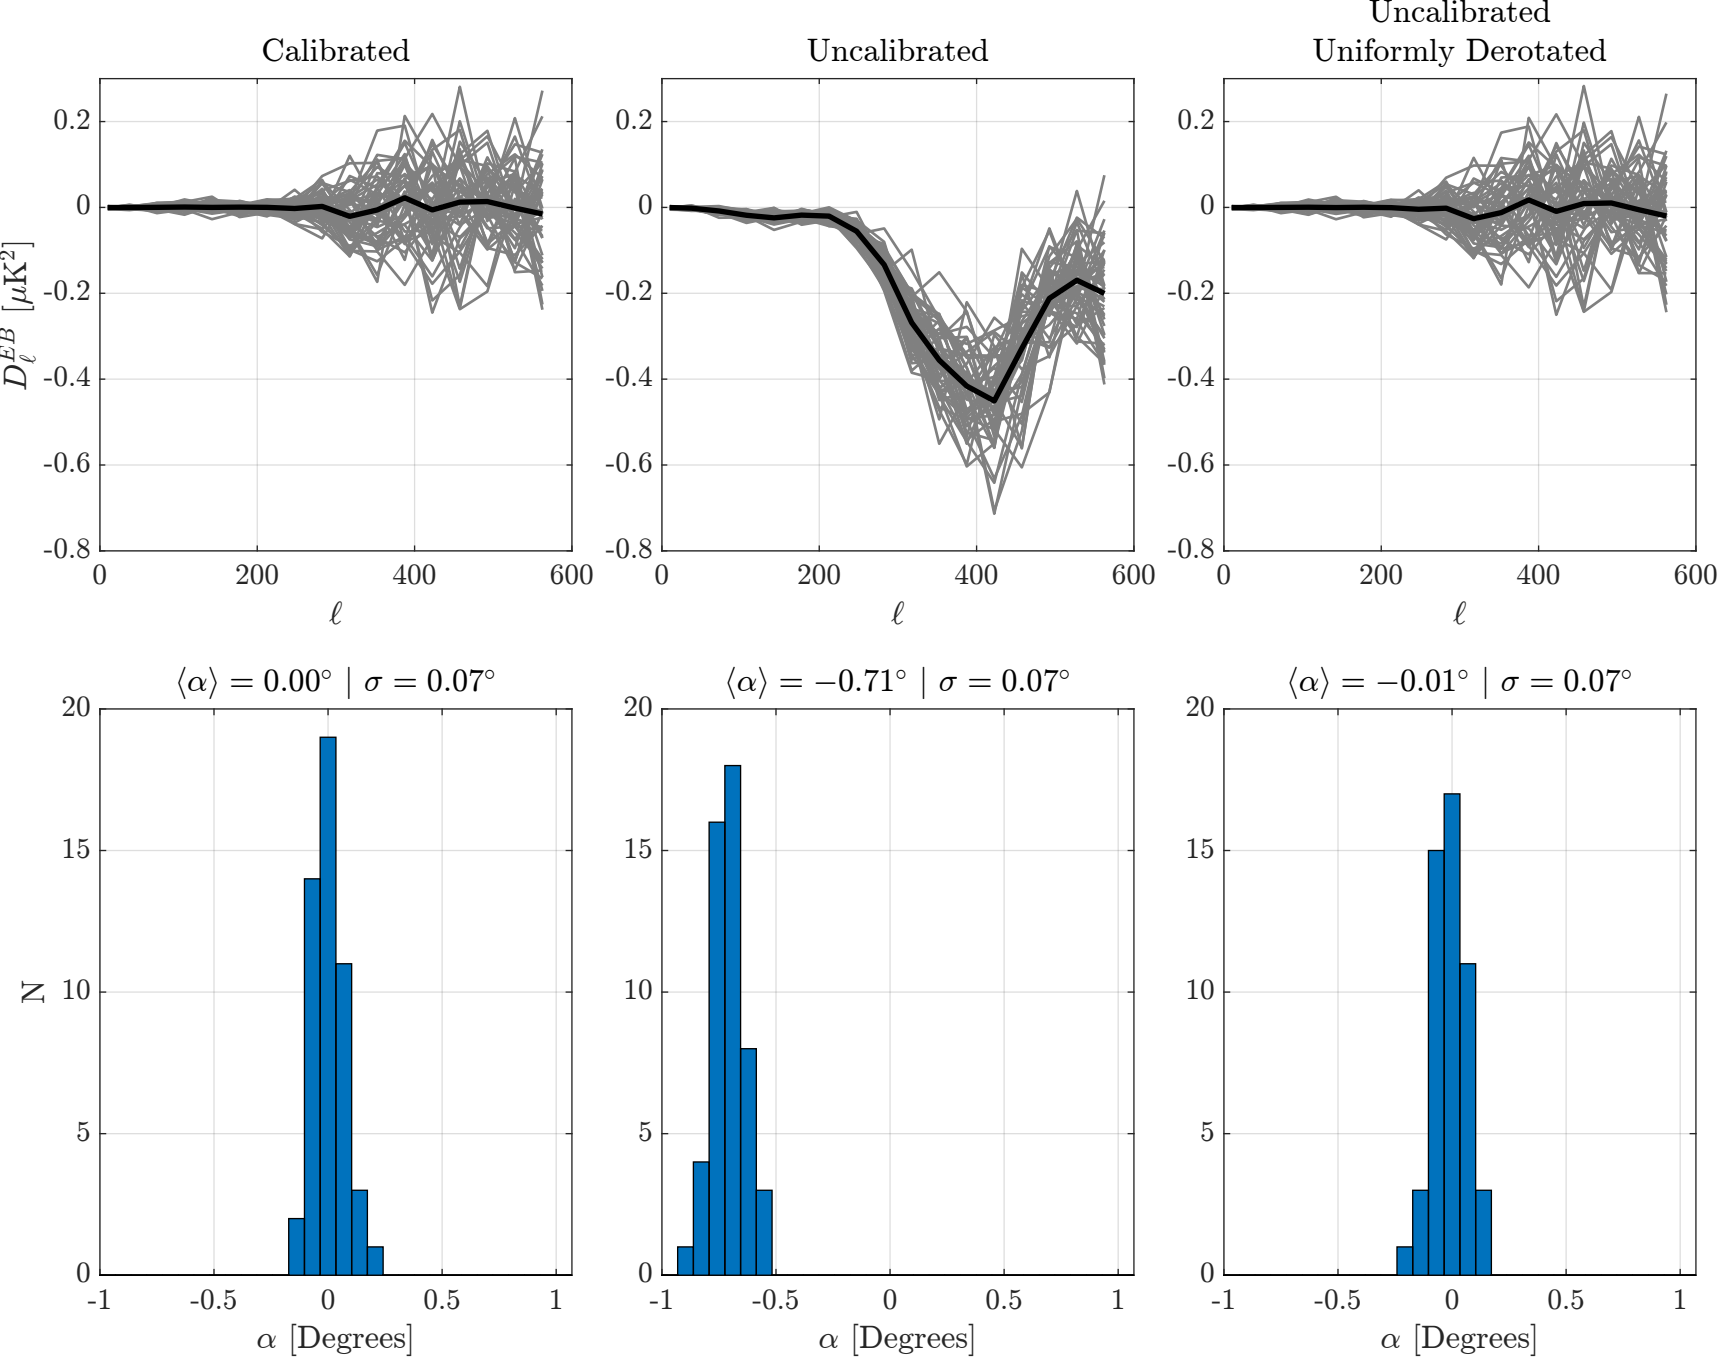 Calibrated
Uncalibrated
Uncalibrated
Uniformly Derotated
0.2
0
-0.2
-0.4
-0.6
-0.8
0 200 400 600
ℓ
D_ℓ^{EB} [μK²]
0.2
0
-0.2
-0.4
-0.6
-0.8
0 200 400 600
ℓ
0.2
0
-0.2
-0.4
-0.6
-0.8
0 200 400 600
ℓ
⟨α⟩ = 0.00° | σ = 0.07°
20
15
10
5
0
-1 -0.5 0 0.5 1
α [Degrees]
N
⟨α⟩ = −0.71° | σ = 0.07°
20
15
10
5
0
-1 -0.5 0 0.5 1
α [Degrees]
⟨α⟩ = −0.01° | σ = 0.07°
20
15
10
5
0
-1 -0.5 0 0.5 1
α [Degrees]